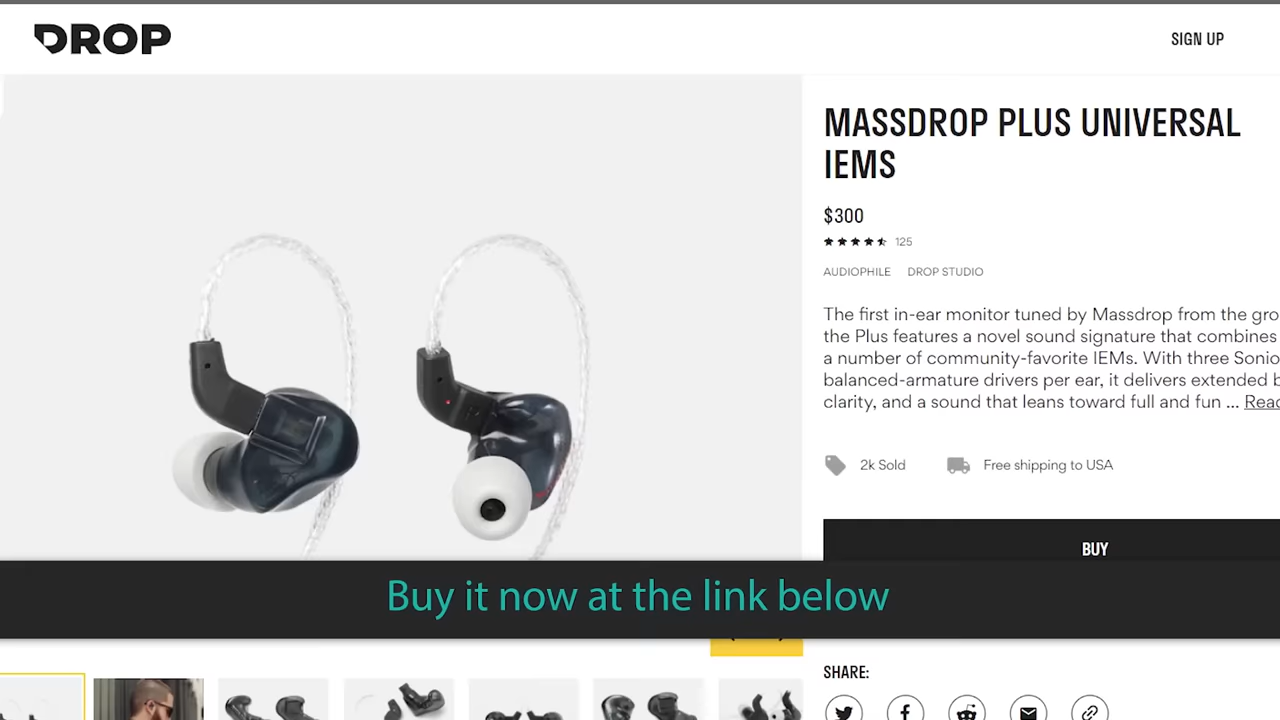 DROP
SIGN UP
MASSDROP PLUS UNIVERSAL
IEMS
$300
125
AUDIOPHILE DROP STUDIO
The first in-ear monitor tuned by Massdrop from the gro
the Plus features a novel sound signature that combines
a number of community-favorite IEMs. With three Sonio
balanced-armature drivers per ear, it delivers extended b
clarity, and a sound that leans toward full and fun ... Read
2k Sold Free shipping to USA
BUY
Buy it now at the link below
SHARE: